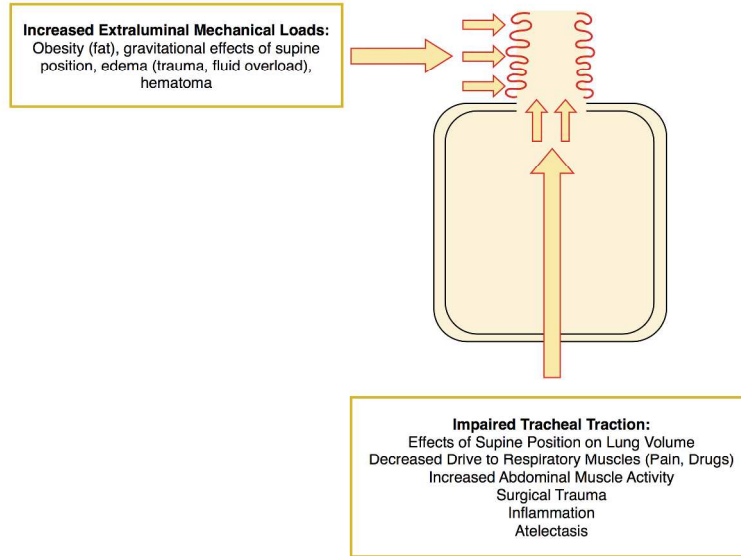 Increased Extraluminal Mechanical Loads:
Obesity (fat), gravitational effects of supine
position, edema (trauma, fluid overload),
hematoma
Impaired Tracheal Traction:
Effects of Supine Position on Lung Volume
Decreased Drive to Respiratory Muscles (Pain, Drugs)
Increased Abdominal Muscle Activity
Surgical Trauma
Inflammation
Atelectasis